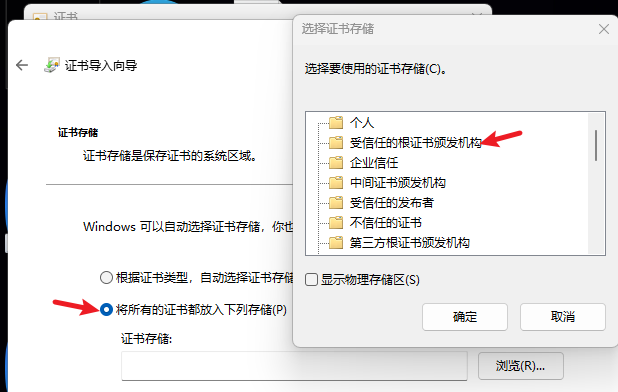 证书
证书导入向导
证书存储
证书存储是保存证书的系统区域。
Windows 可以自动选择证书存储，你也
根据证书类型，自动选择证书存储
将所有的证书都放入下列存储(P)
证书存储:
浏览(R)...
选择证书存储
选择要使用的证书存储(C)。
个人
受信任的根证书颁发机构
企业信任
中间证书颁发机构
受信任的发布者
不信任的证书
第三方根证书颁发机构
显示物理存储区(S)
确定
取消